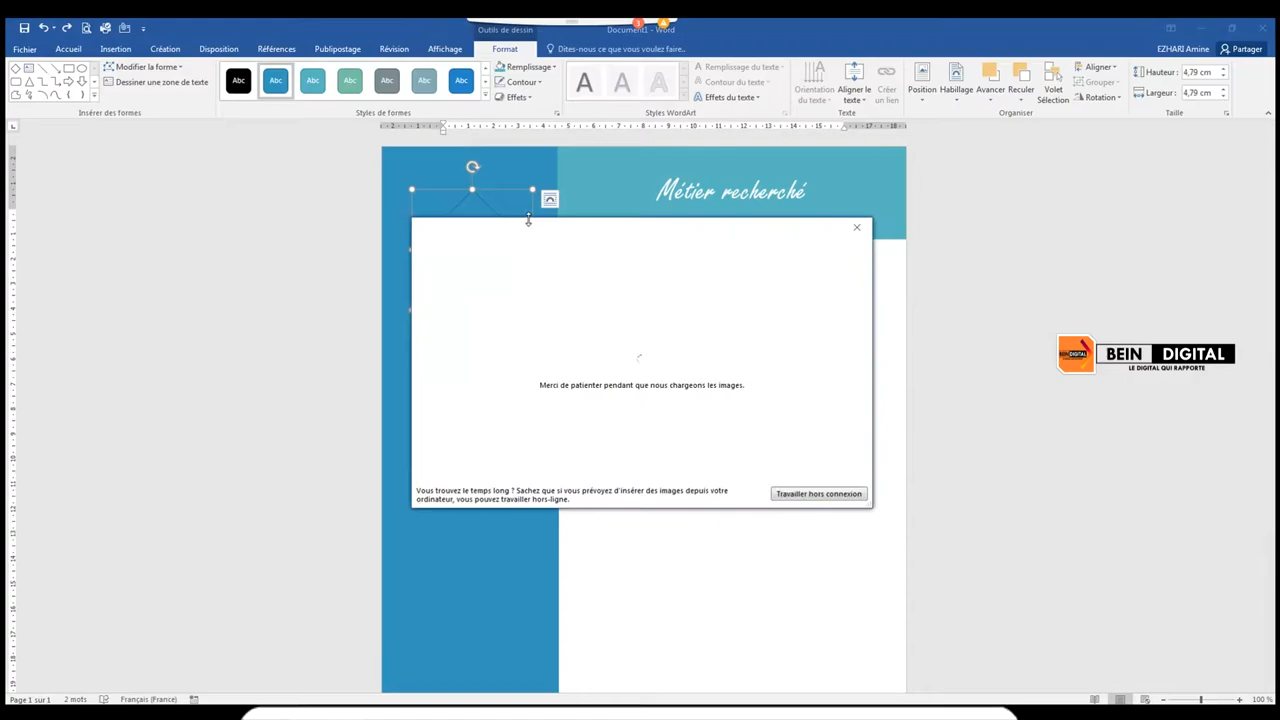 Outils de dessin
Document1 - Word
Fichier Accueil Insertion Création Disposition Références Publipostage Révision Affichage Format Dites-nous ce que vous voulez faire.. EZHARI Amine Partager
Modifier la forme
Dessiner une zone de texte
Abc Abc Abc Abc Abc Abc Abc
Remplissage
Contour
Effets
A A A
Remplissage du texte
Contour du texte
Effets du texte
Orientation du texte
Aligner le texte
Créer un lien
Position
Habillage
Avancer
Reculer
Volet Sélection
Aligner
Grouper
Rotation
Hauteur: 4,79 cm
Largeur: 4,79 cm
Insérer des formes
Styles de formes
Styles WordArt
Texte
Organiser
Taille
Métier recherché
Merci de patienter pendant que nous chargeons les images.
Vous trouvez le temps long ? Sachez que si vous prévoyez d'insérer des images depuis votre
ordinateur, vous pouvez travailler hors-ligne.
Travailler hors connexion
BEIN DIGITAL
LE DIGITAL QUI RAPPORTE
Page 1 sur 1 2 mots Français (France) 100 %